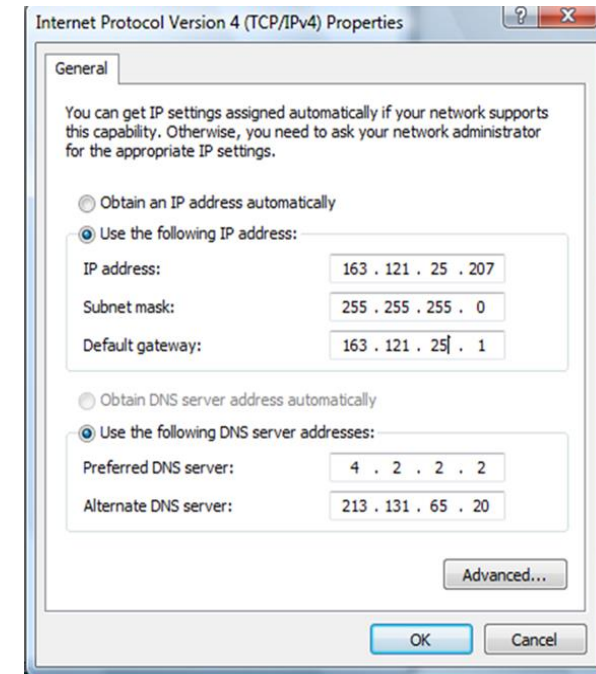 Internet Protocol Version 4 (TCP/IPv4) Properties
General
You can get IP settings assigned automatically if your network supports
this capability. Otherwise, you need to ask your network administrator
for the appropriate IP settings.
Obtain an IP address automatically
Use the following IP address:
IP address: 163 . 121 . 25 . 207
Subnet mask: 255 . 255 . 255 . 0
Default gateway: 163 . 121 . 25 . 1
Obtain DNS server address automatically
Use the following DNS server addresses:
Preferred DNS server: 4 . 2 . 2 . 2
Alternate DNS server: 213 . 131 . 65 . 20
Advanced...
OK Cancel